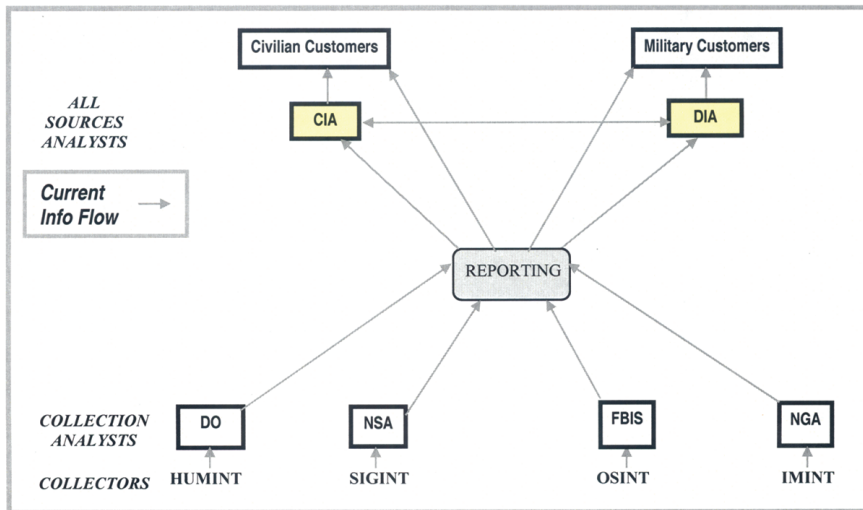 Civilian Customers
Military Customers
ALL
SOURCES
ANALYSTS
CIA
DIA
Current
Info Flow
REPORTING
COLLECTION
ANALYSTS
DO
NSA
FBIS
NGA
COLLECTORS
HUMINT
SIGINT
OSINT
IMINT